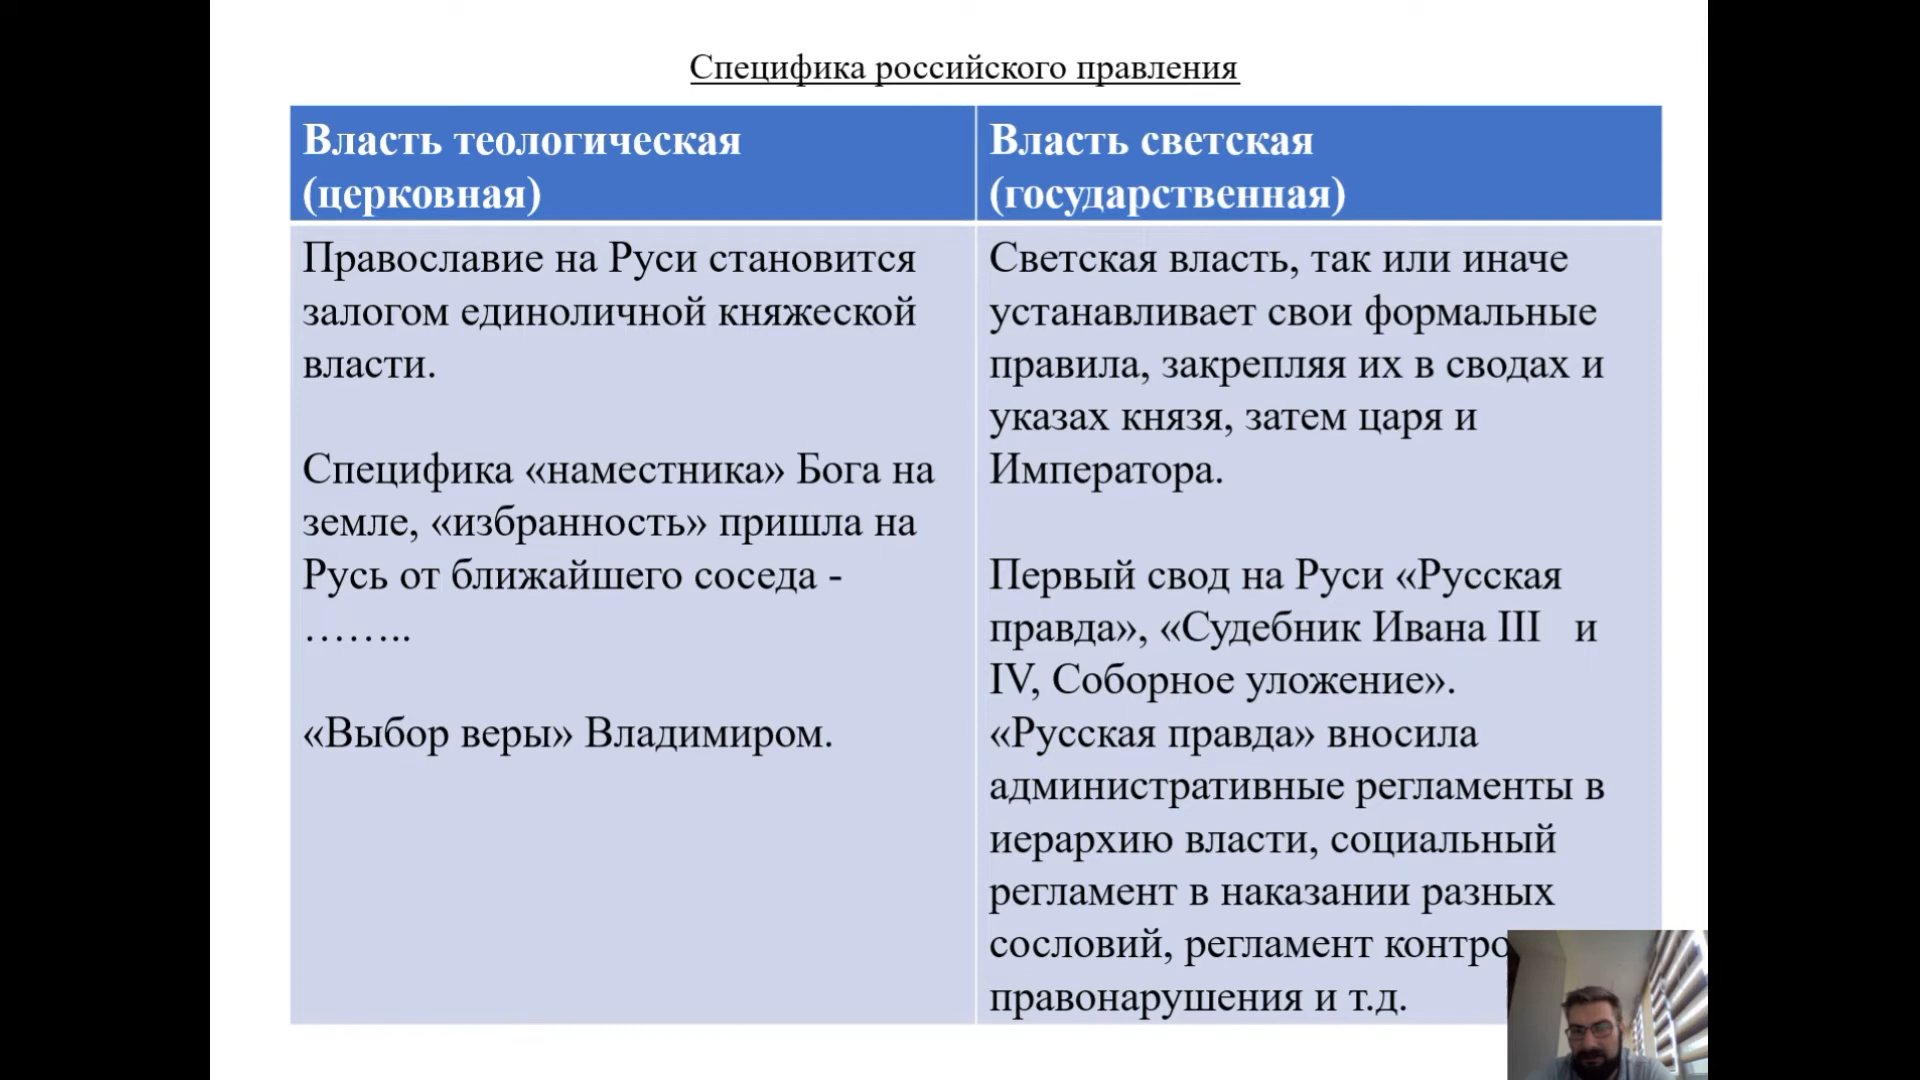 Специфика российского правления
Власть теологическая
(церковная)
Власть светская
(государственная)
Православие на Руси становится
залогом единоличной княжеской
власти.
Специфика «наместника» Бога на
земле, «избранность» пришла на
Русь от ближайшего соседа -
……..
«Выбор веры» Владимиром.
Светская власть, так или иначе
устанавливает свои формальные
правила, закрепляя их в сводах и
указах князя, затем царя и
Императора.
Первый свод на Руси «Русская
правда», «Судебник Ивана III и
IV, Соборное уложение».
«Русская правда» вносила
административные регламенты в
иерархию власти, социальный
регламент в наказании разных
сословий, регламент
правонарушения и т.д.